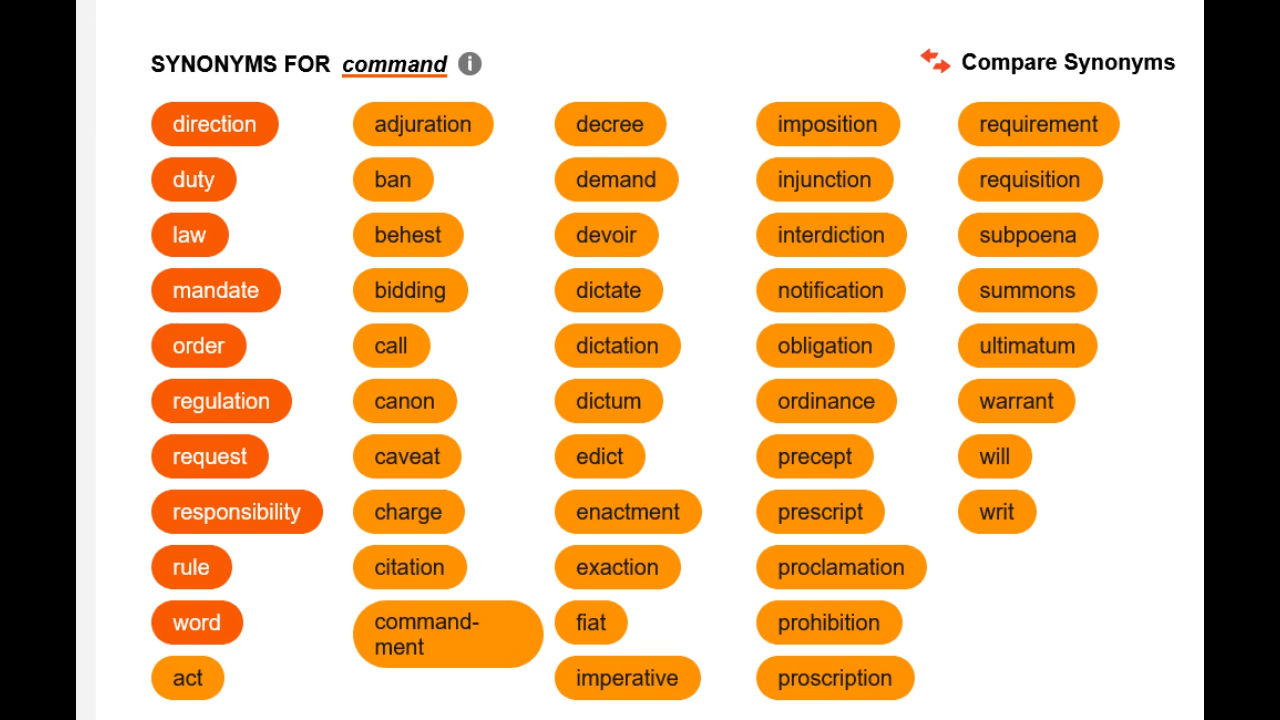 SYNONYMS FOR command i
Compare Synonyms
direction
duty
law
mandate
order
regulation
request
responsibility
rule
word
act
adjuration
ban
behest
bidding
call
canon
caveat
charge
citation
command-
ment
decree
demand
devoir
dictate
dictation
dictum
edict
enactment
exaction
fiat
imperative
imposition
injunction
interdiction
notification
obligation
ordinance
precept
prescript
proclamation
prohibition
proscription
requirement
requisition
subpoena
summons
ultimatum
warrant
will
writ